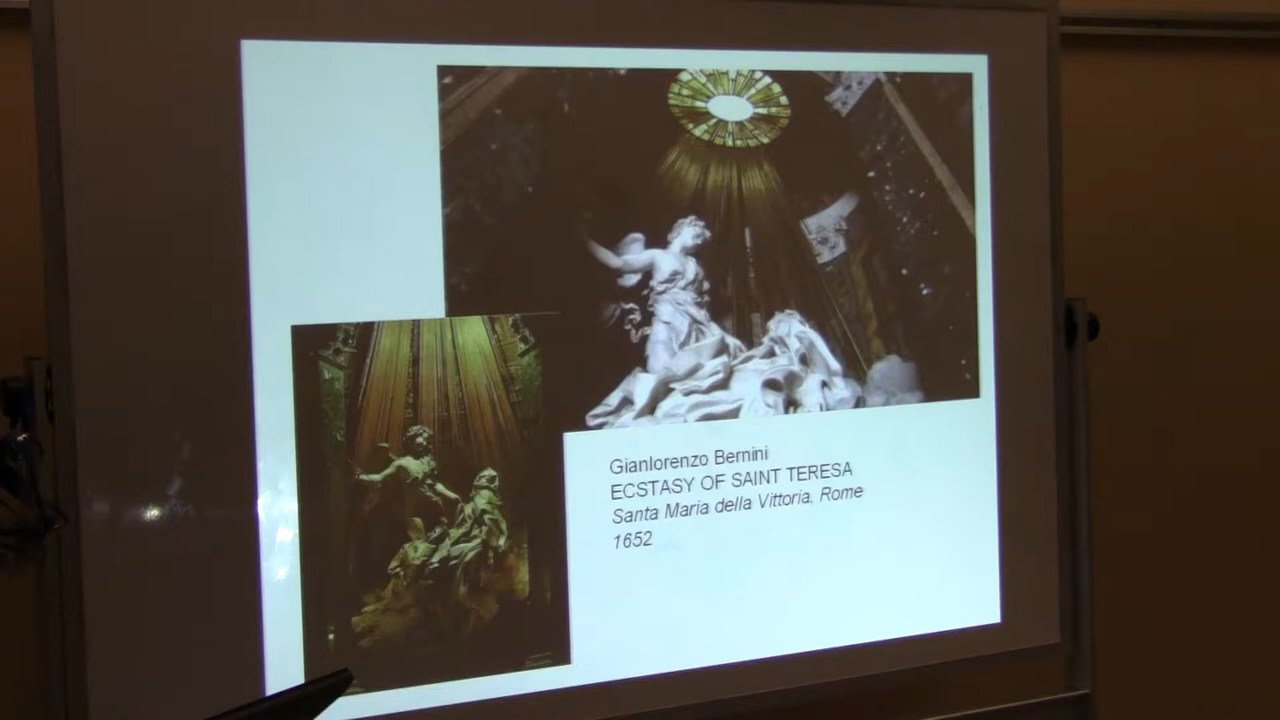 Gianlorenzo Bernini
ECSTASY OF SAINT TERESA
Santa Maria della Vittoria, Rome
1652